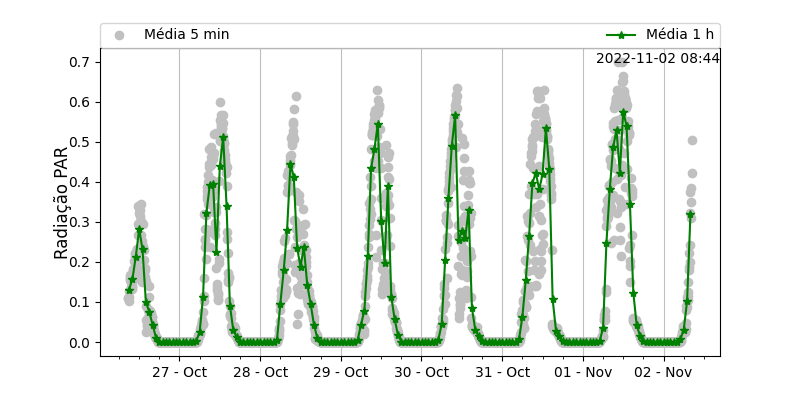 Média 5 min
Média 1 h
2022-11-02 08:44
Radiação PAR
0.7
0.6
0.5
0.4
0.3
0.2
0.1
0.0
27 - Oct
28 - Oct
29 - Oct
30 - Oct
31 - Oct
01 - Nov
02 - Nov